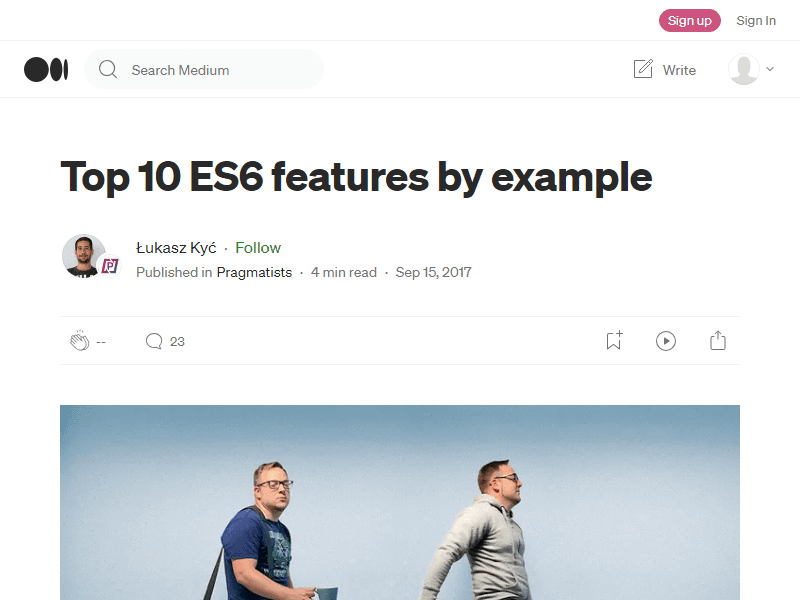 Sign up Sign In
Search Medium Write
Top 10 ES6 features by example
Łukasz Kyć · Follow
Published in Pragmatists · 4 min read · Sep 15, 2017
-- 23